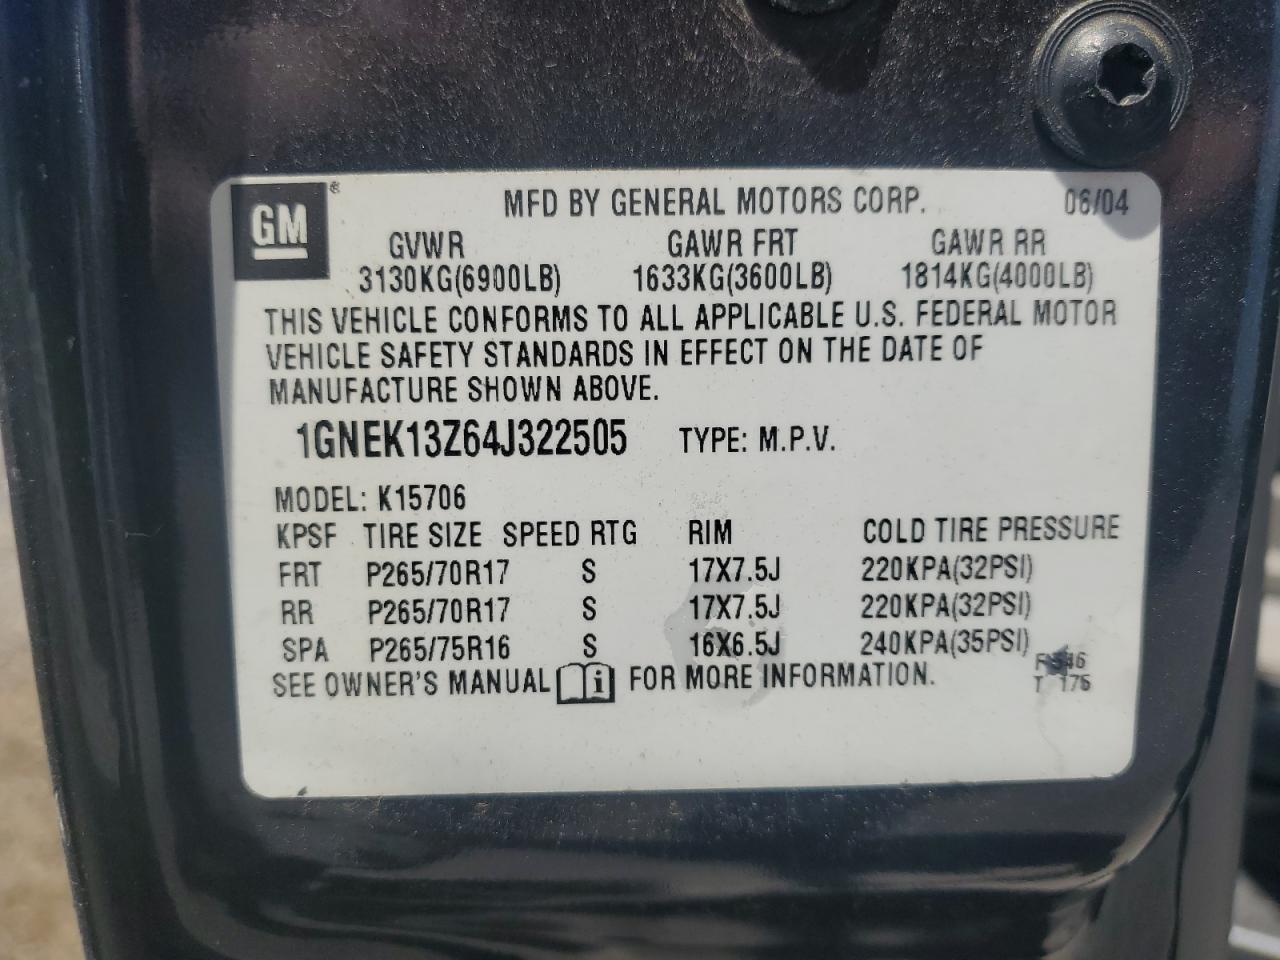 GM ®
MFD BY GENERAL MOTORS CORP. 06/04
GVWR GAWR FRT GAWR RR
3130KG(6900LB) 1633KG(3600LB) 1814KG(4000LB)
THIS VEHICLE CONFORMS TO ALL APPLICABLE U.S. FEDERAL MOTOR
VEHICLE SAFETY STANDARDS IN EFFECT ON THE DATE OF
MANUFACTURE SHOWN ABOVE.
1GNEK13Z64J322505 TYPE: M.P.V.
MODEL: K15706
KPSF TIRE SIZE SPEED RTG RIM COLD TIRE PRESSURE
FRT P265/70R17 S 17X7.5J 220KPA(32PSI)
RR P265/70R17 S 17X7.5J 220KPA(32PSI)
SPA P265/75R16 S 16X6.5J 240KPA(35PSI)
SEE OWNER'S MANUAL i FOR MORE INFORMATION.
T 176